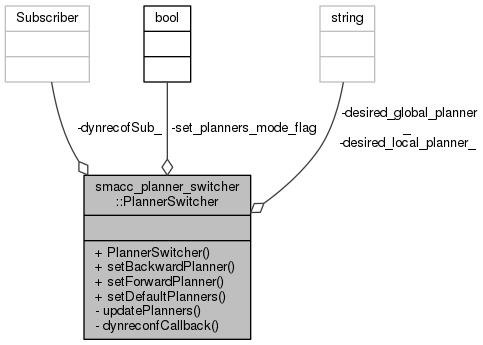 Subscriber
bool
string
-dynrecofSub_
-set_planners_mode_flag
-desired_global_planner
_
-desired_local_planner_
smacc_planner_switcher
::PlannerSwitcher
+ PlannerSwitcher()
+ setBackwardPlanner()
+ setForwardPlanner()
+ setDefaultPlanners()
- updatePlanners()
- dynreconfCallback()